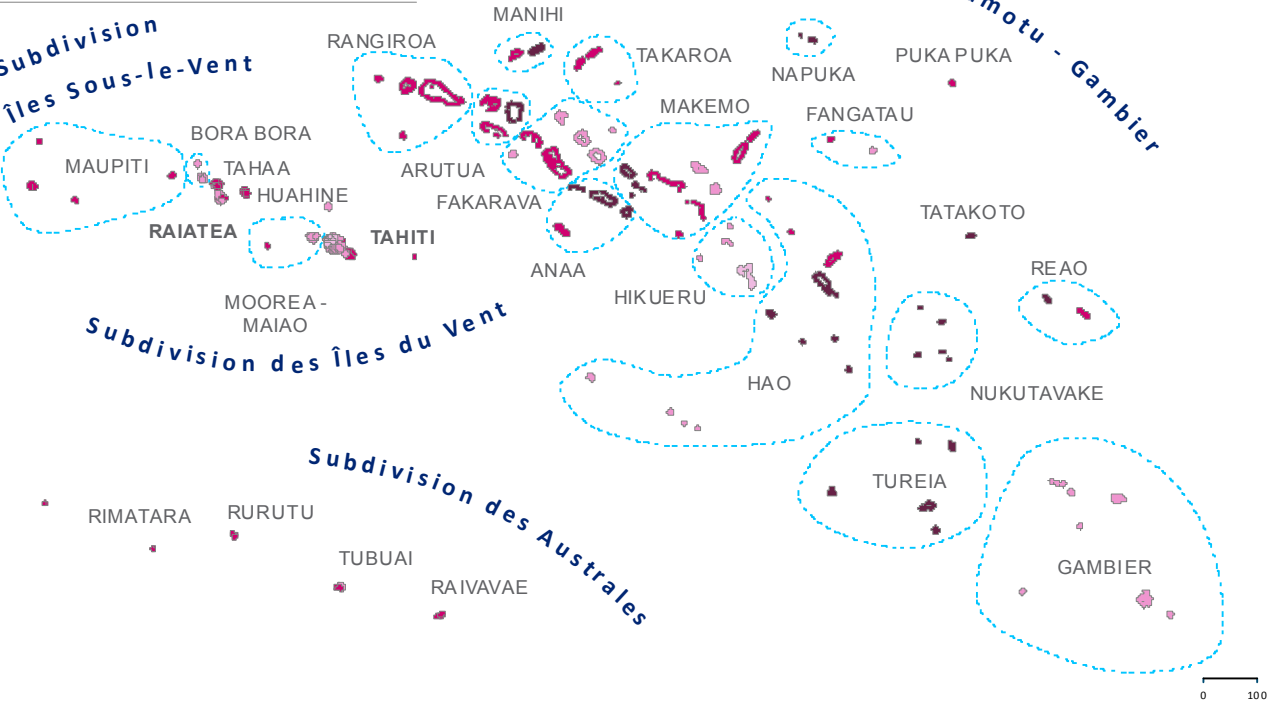 MANIHI
Subdivision
Îles Sous-le-Vent
RANGIROA
TAKAROA
NAPUKA
PUKA PUKA
- Gambier
MAKEMO
FANGATAU
BORA BORA
MAUPITI
TAHAA
ARUTUA
HUAHINE
FAKARAVA
TATAKOTO
RAIATEA
TAHITI
ANAA
REAO
HIKUERU
MOOREA -
MAIAO
Subdivision des Îles du Vent
HAO
NUKUTAVAKE
Subdivision des Australes
TUREIA
RIMATARA
RURUTU
TUBUAI
GAMBIER
RAIVAVAE
0 100